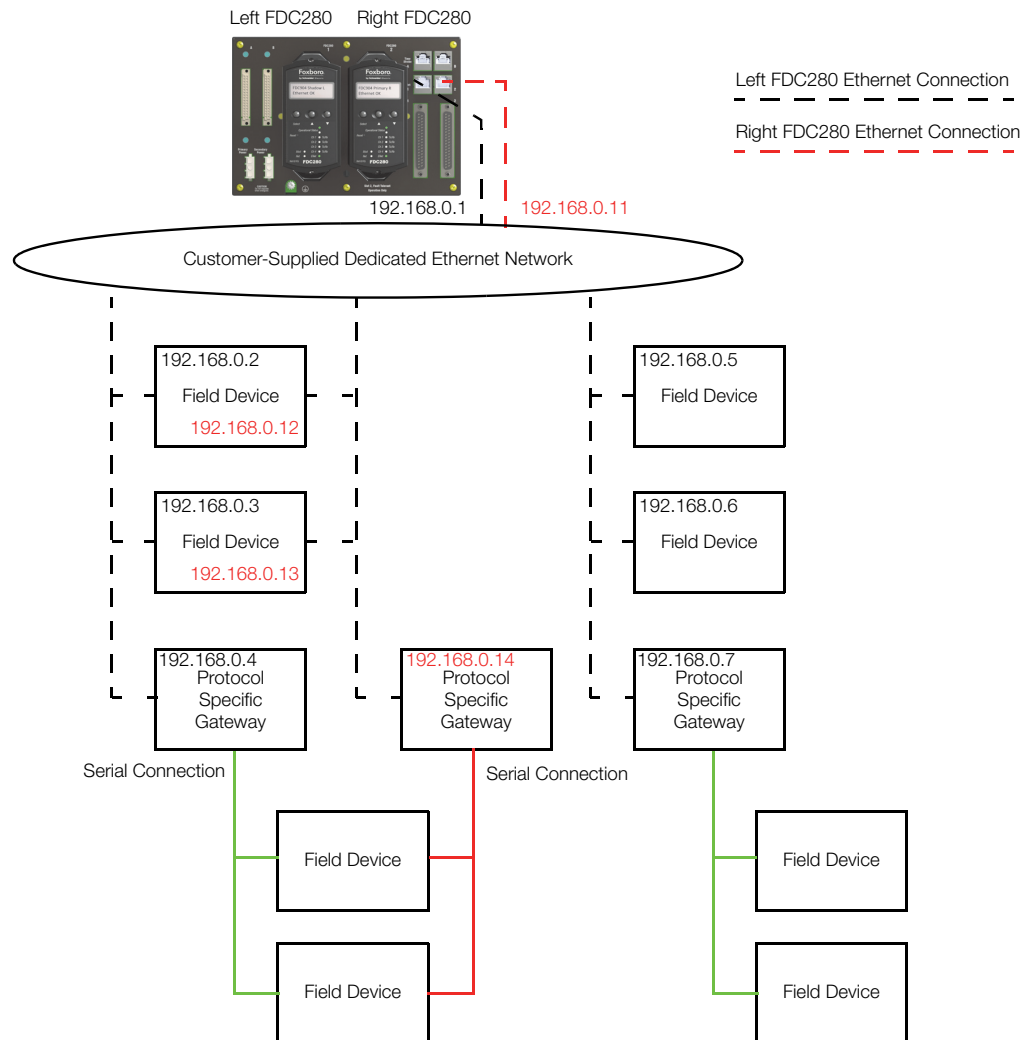 Left FDC280 Right FDC280
Foxboro
Foxboro
Ethernet OK
Ethernet OK
FDC280
FDC280
Left FDC280 Ethernet Connection
Right FDC280 Ethernet Connection
192.168.0.1 192.168.0.11
Customer-Supplied Dedicated Ethernet Network
192.168.0.2
Field Device
192.168.0.12
192.168.0.5
Field Device
192.168.0.3
Field Device
192.168.0.13
192.168.0.6
Field Device
192.168.0.4
Protocol
Specific
Gateway
192.168.0.14
Protocol
Specific
Gateway
192.168.0.7
Protocol
Specific
Gateway
Serial Connection
Serial Connection
Field Device
Field Device
Field Device
Field Device